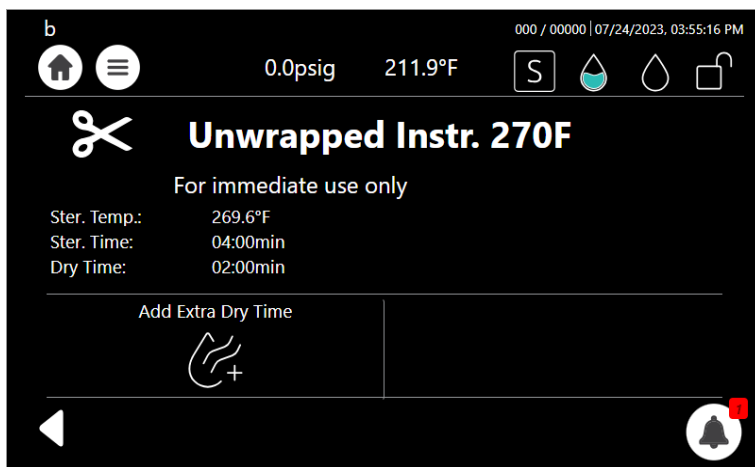 b
000 / 00000 | 07/24/2023, 03:55:16 PM
0.0psig 211.9°F S
Unwrapped Instr. 270F
For immediate use only
Ster. Temp.: 269.6°F
Ster. Time: 04:00min
Dry Time: 02:00min
Add Extra Dry Time
1